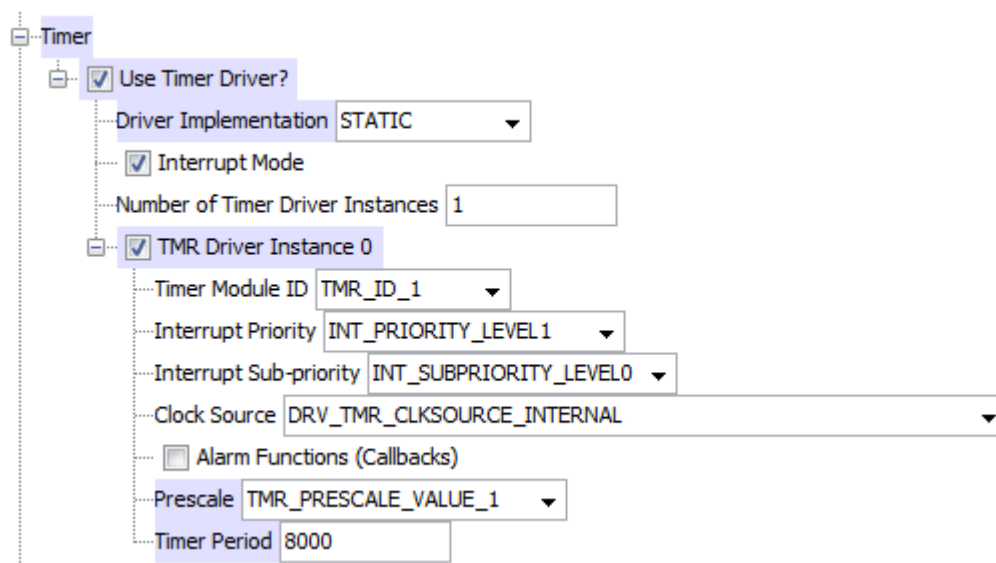 Timer
Use Timer Driver?
Driver Implementation STATIC
Interrupt Mode
Number of Timer Driver Instances 1
TMR Driver Instance 0
Timer Module ID TMR_ID_1
Interrupt Priority INT_PRIORITY_LEVEL1
Interrupt Sub-priority INT_SUBPRIORITY_LEVEL0
Clock Source DRV_TMR_CLKSOURCE_INTERNAL
Alarm Functions (Callbacks)
Prescale TMR_PRESCALE_VALUE_1
Timer Period 8000